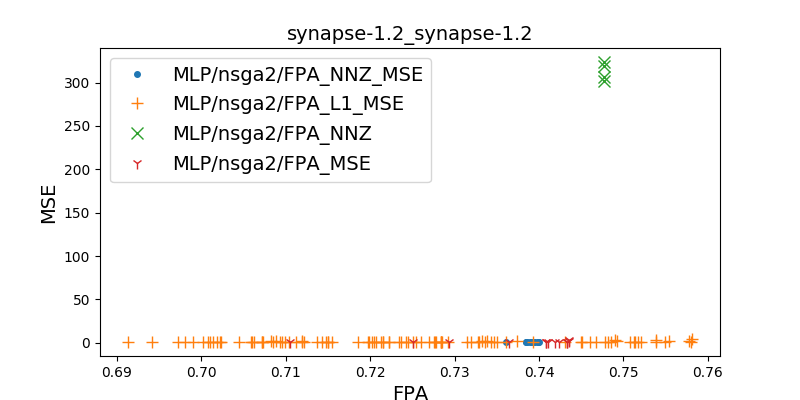 synapse-1.2_synapse-1.2
MLP/nsga2/FPA_NNZ_MSE
MLP/nsga2/FPA_L1_MSE
MLP/nsga2/FPA_NNZ
MLP/nsga2/FPA_MSE
MSE
300
250
200
150
100
50
0
0.69 0.70 0.71 0.72 0.73 0.74 0.75 0.76
FPA